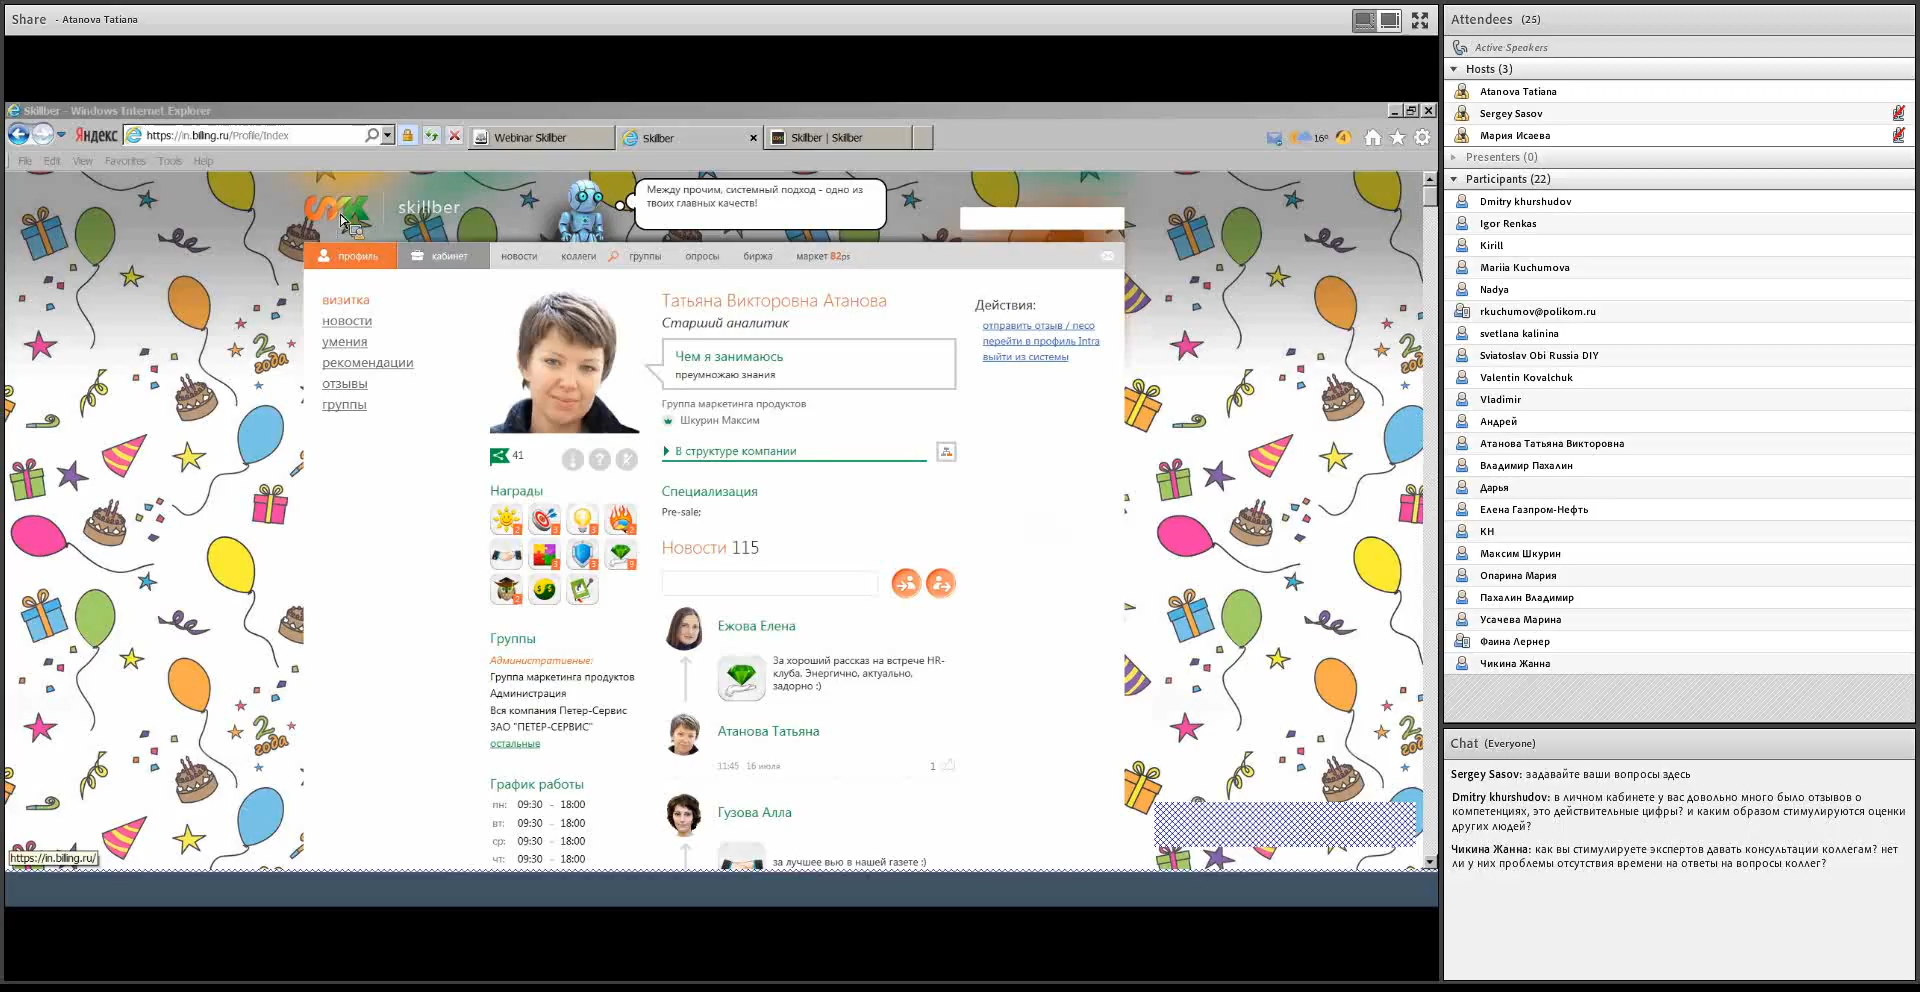 Share - Atanova Tatiana
Skillber - Windows Internet Explorer
Яндекс
https://in.billing.ru/Profile/Index
Webinar Skillber
Skillber
Skillber | Skillber
16°
4
File Edit View Favorites Tools Help
skillber
Между прочим, системный подход - одно из
твоих главных качеств!
профиль
кабинет
новости
коллеги
группы
опросы
биржа
маркет 82ps
визитка
новости
умения
рекомендации
отзывы
группы
Татьяна Викторовна Атанова
Старший аналитик
Чем я занимаюсь
преумножаю знания
Группа маркетинга продуктов
Шкурин Максим
В структуре компании
Специализация
Pre-sale;
Действия:
отправить отзыв / песо
перейти в профиль Intra
выйти из системы
41
Награды
Группы
Административные:
Группа маркетинга продуктов
Администрация
Вся компания Петер-Сервис
ЗАО "ПЕТЕР-СЕРВИС"
остальные
График работы
пн: 09:30 - 18:00
вт: 09:30 - 18:00
ср: 09:30 - 18:00
чт: 09:30 - 18:00
Новости 115
Ежова Елена
За хороший рассказ на встрече HR-
клуба. Энергично, актуально,
задорно :)
Атанова Татьяна
11:45 16 июля
1
Гузова Алла
за лучшее вью в нашей газете :)
2 года
https://in.billing.ru/
Attendees (25)
Active Speakers
Hosts (3)
Atanova Tatiana
Sergey Sasov
Мария Исаева
Presenters (0)
Participants (22)
Dmitry khurshudov
Igor Renkas
Kirill
Mariia Kuchumova
Nadya
rkuchumov@polikom.ru
svetlana kalinina
Sviatoslav Obi Russia DIY
Valentin Kovalchuk
Vladimir
Андрей
Атанова Татьяна Викторовна
Владимир Пахалин
Дарья
Елена Газпром-Нефть
КН
Максим Шкурин
Опарина Мария
Пахалин Владимир
Усачева Марина
Фаина Лернер
Чикина Жанна
Chat (Everyone)
Sergey Sasov: задавайте ваши вопросы здесь
Dmitry khurshudov: в личном кабинете у вас довольно много было отзывов о
компетенциях, это действительные цифры? и каким образом стимулируются оценки
других людей?
Чикина Жанна: как вы стимулируете экспертов давать консультации коллегам? нет
ли у них проблемы отсутствия времени на ответы на вопросы коллег?